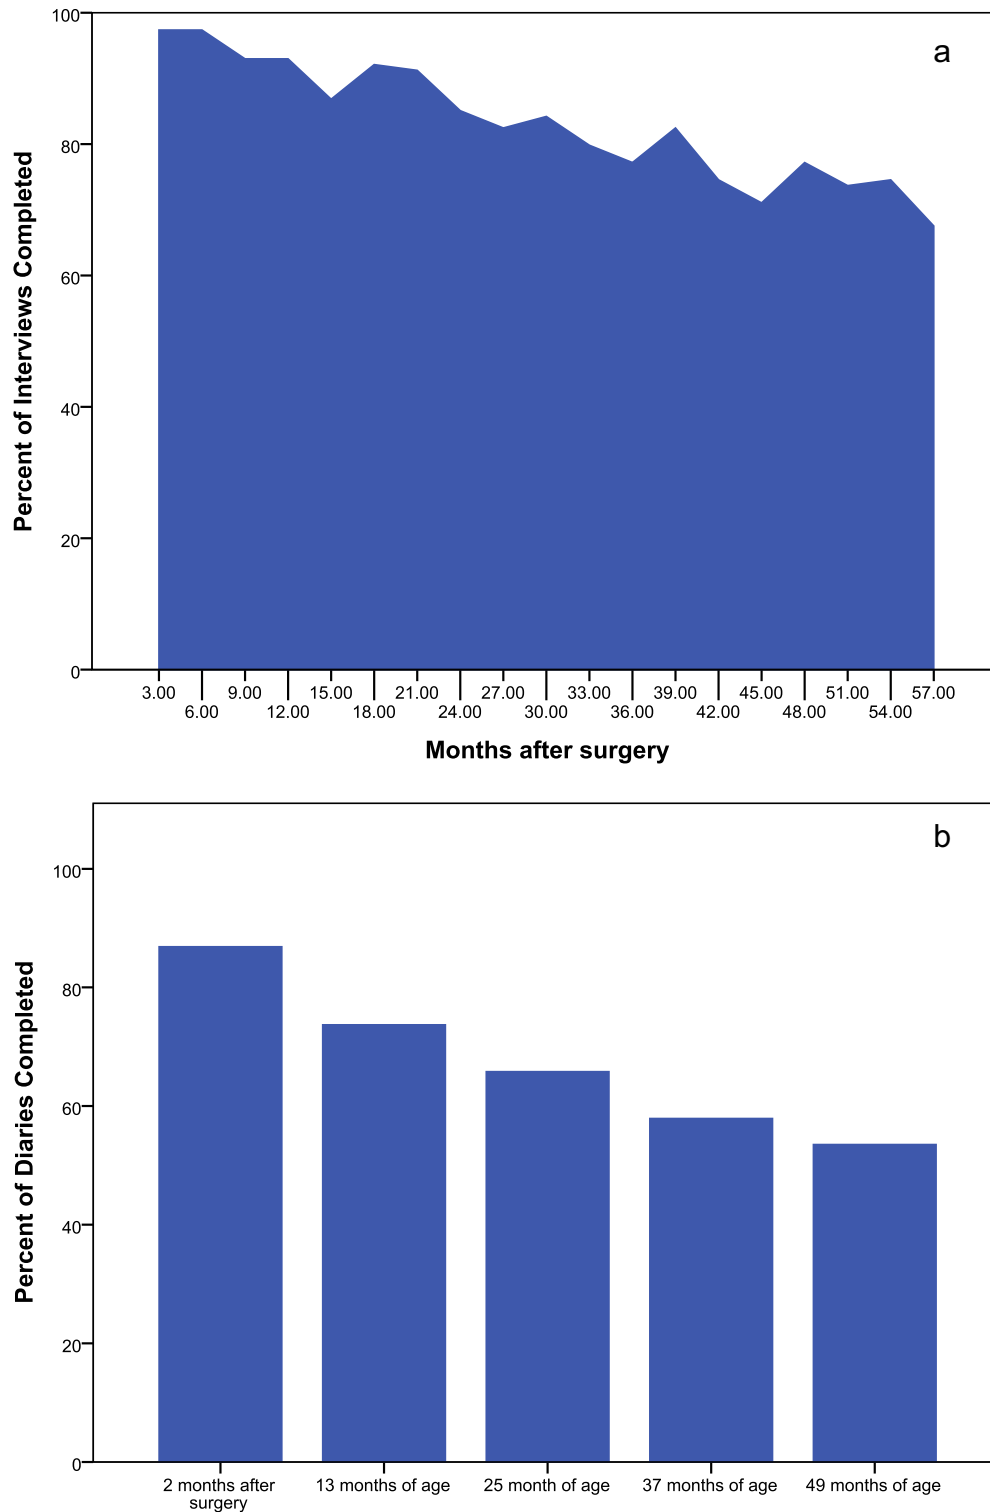 a
100
80
60
40
20
0
Percent of Interviews Completed
3.00 9.00 15.00 21.00 27.00 33.00 39.00 45.00 51.00 57.00
6.00 12.00 18.00 24.00 30.00 36.00 42.00 48.00 54.00
Months after surgery
b
100
80
60
40
20
0
Percent of Diaries Completed
2 months after
surgery
13 months of age
25 month of age
37 months of age
49 months of age